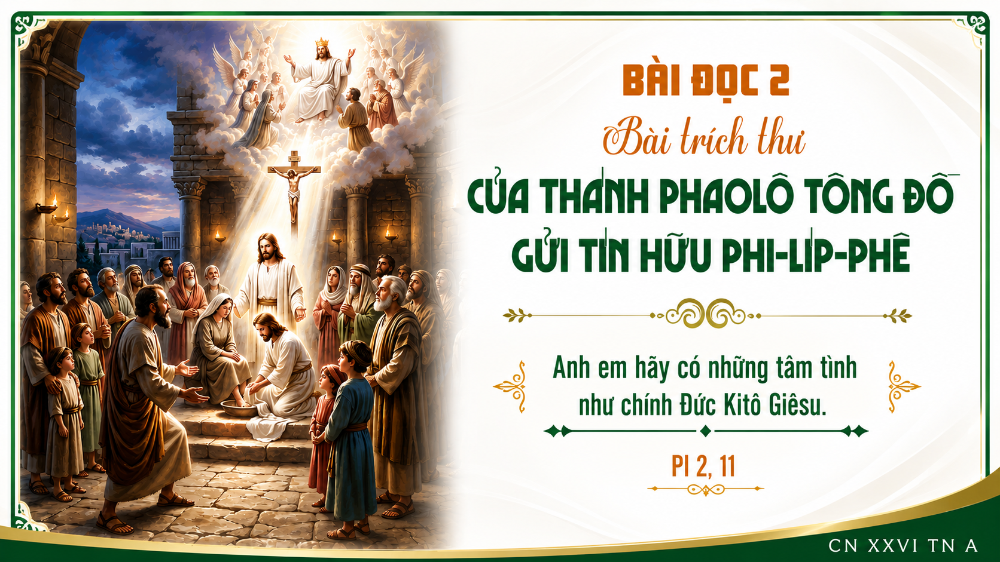 BÀI ĐỌC 2
Bài trích thư
CỦA THÁNH PHAOLÔ TÔNG ĐỒ
GỬI TÍN HỮU PHI-LÍP-PHÊ
Anh em hãy có những tâm tình
như chính Đức Kitô Giêsu.
Pl 2, 11
CN XXVI TN A